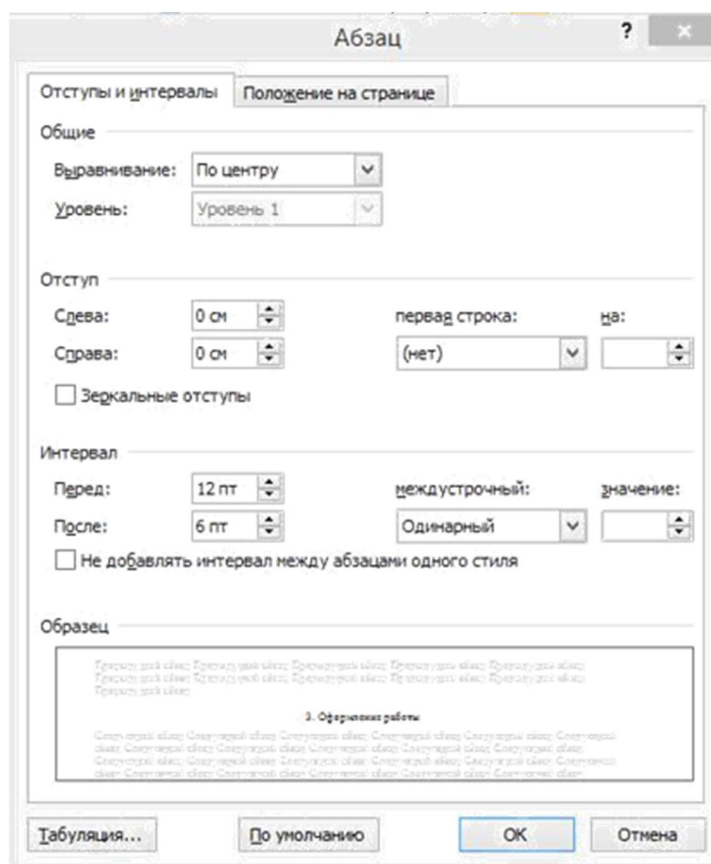 Абзац ?
Отступы и интервалы Положение на странице
Общие
Выравнивание: По центру
Уровень: Уровень 1
Отступ
Слева: 0 см первая строка: на:
Справа: 0 см (нет)
Зеркальные отступы
Интервал
Перед: 12 пт междустрочный: значение:
После: 6 пт Одинарный
Не добавлять интервал между абзацами одного стиля
Образец
3. Оформление работы
Табуляция... По умолчанию ОК Отмена